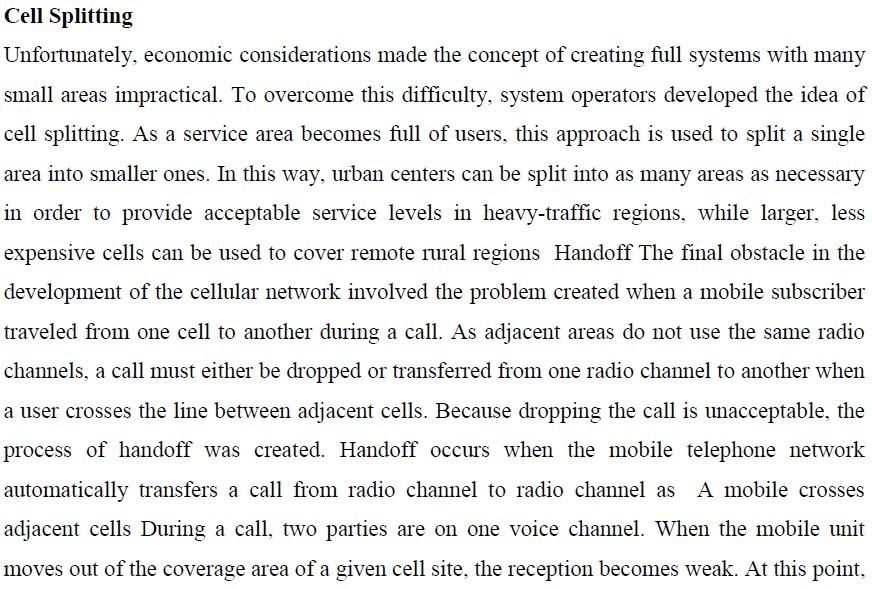 Cell Splitting
Unfortunately, economic considerations made the concept of creating full systems with many
small areas impractical. To overcome this difficulty, system operators developed the idea of
cell splitting. As a service area becomes full of users, this approach is used to split a single
area into smaller ones. In this way, urban centers can be split into as many areas as necessary
in order to provide acceptable service levels in heavy-traffic regions, while larger, less
expensive cells can be used to cover remote rural regions  Handoff The final obstacle in the
development of the cellular network involved the problem created when a mobile subscriber
traveled from one cell to another during a call. As adjacent areas do not use the same radio
channels, a call must either be dropped or transferred from one radio channel to another when
a user crosses the line between adjacent cells. Because dropping the call is unacceptable, the
process of handoff was created. Handoff occurs when the mobile telephone network
automatically transfers a call from radio channel to radio channel as  A mobile crosses
adjacent cells During a call, two parties are on one voice channel. When the mobile unit
moves out of the coverage area of a given cell site, the reception becomes weak. At this point,